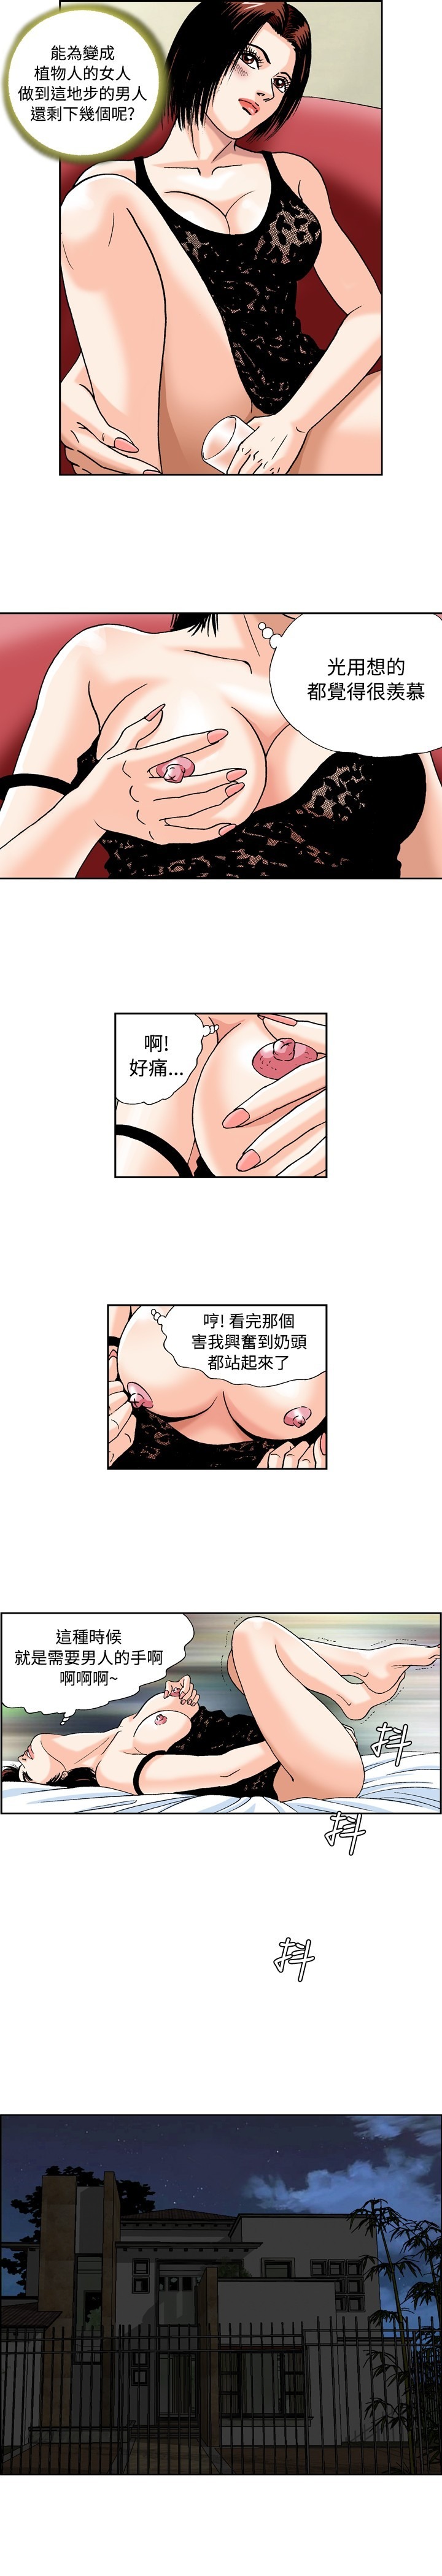 能為變成
植物人的女人
做到這地步的男人
還剩下幾個呢?
光用想的
都覺得很羨慕
啊!
好痛...
哼! 看完那個
害我興奮到奶頭
都站起來了
這種時候
就是需要男人的手啊
啊啊啊~
抖
抖
抖